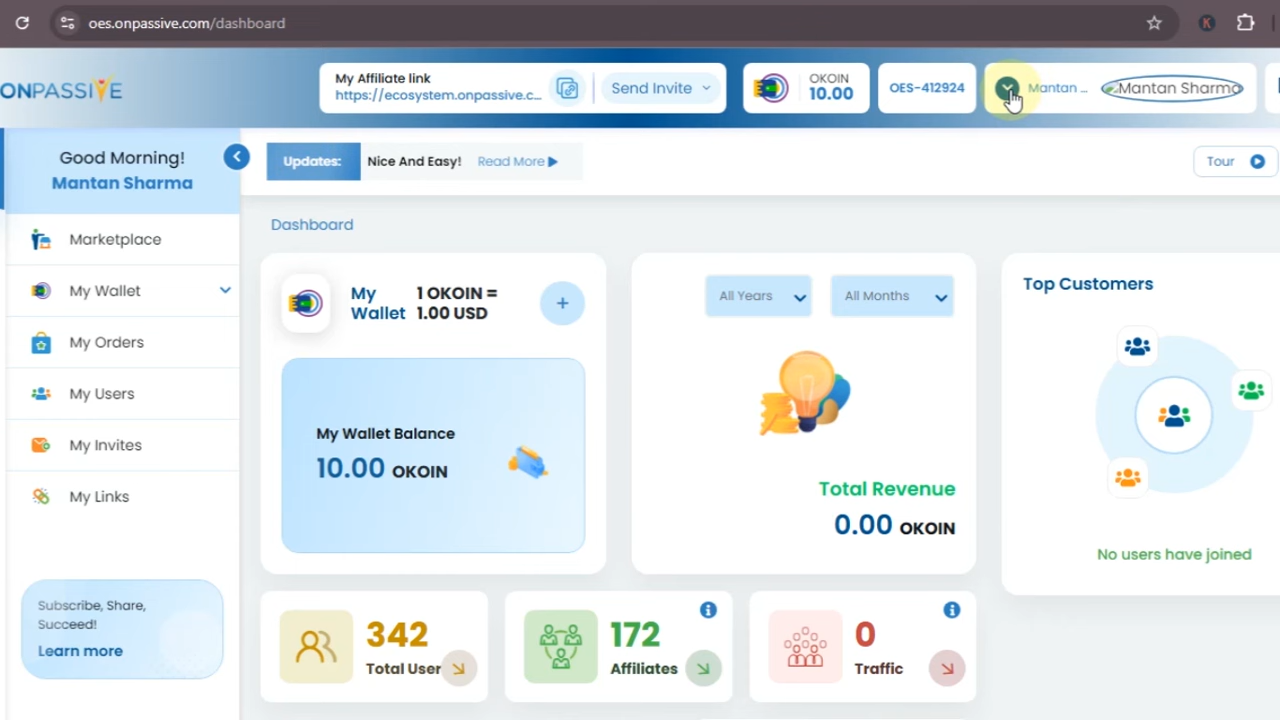 oes.onpassive.com/dashboard
K
ONPASSIVE
My Affiliate link
https://ecosystem.onpassive.c...
Send Invite
OKOIN
10.00
OES-412924
Mantan ...
Mantan Sharma
Good Morning!
Mantan Sharma
Updates:
Nice And Easy!
Read More
Tour
Marketplace
My Wallet
My Orders
My Users
My Invites
My Links
Subscribe, Share,
Succeed!
Learn more
Dashboard
My
Wallet
1 OKOIN =
1.00 USD
+
My Wallet Balance
10.00 OKOIN
All Years
All Months
Total Revenue
0.00 OKOIN
Top Customers
No users have joined
342
Total User
172
Affiliates
0
Traffic